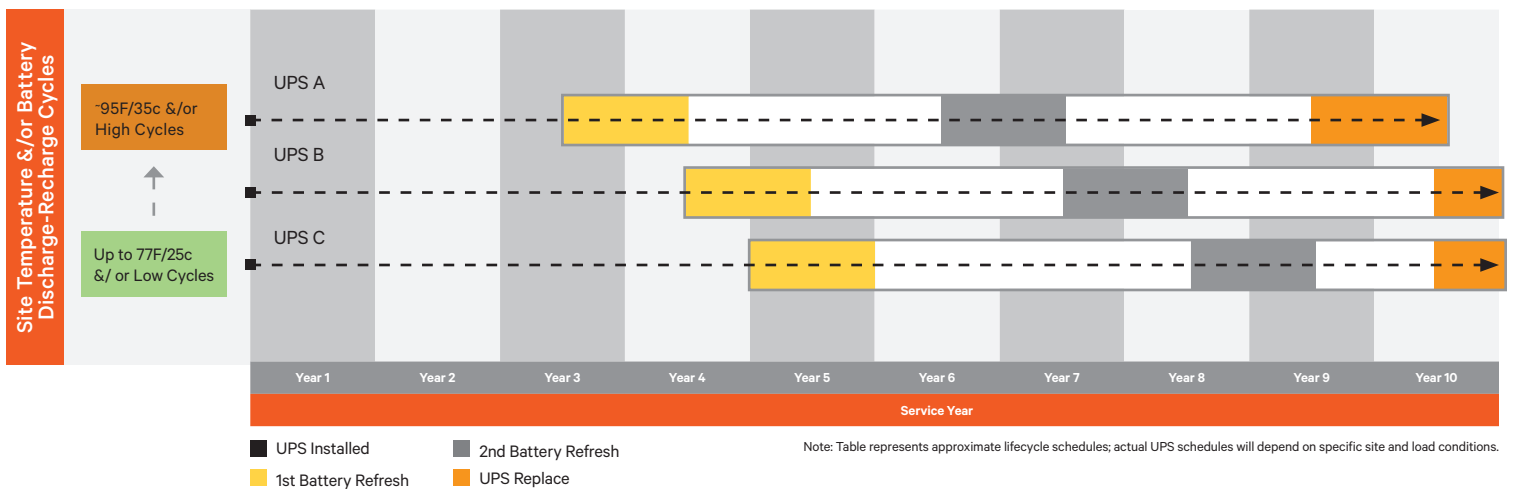 Site Temperature &/or Battery
Discharge-Recharge Cycles
~95F/35c &/or
High Cycles
Up to 77F/25c
&/ or Low Cycles
UPS A
UPS B
UPS C
Year 1 Year 2 Year 3 Year 4 Year 5 Year 6 Year 7 Year 8 Year 9 Year 10
Service Year
UPS Installed
1st Battery Refresh
2nd Battery Refresh
UPS Replace
Note: Table represents approximate lifecycle schedules; actual UPS schedules will depend on specific site and load conditions.